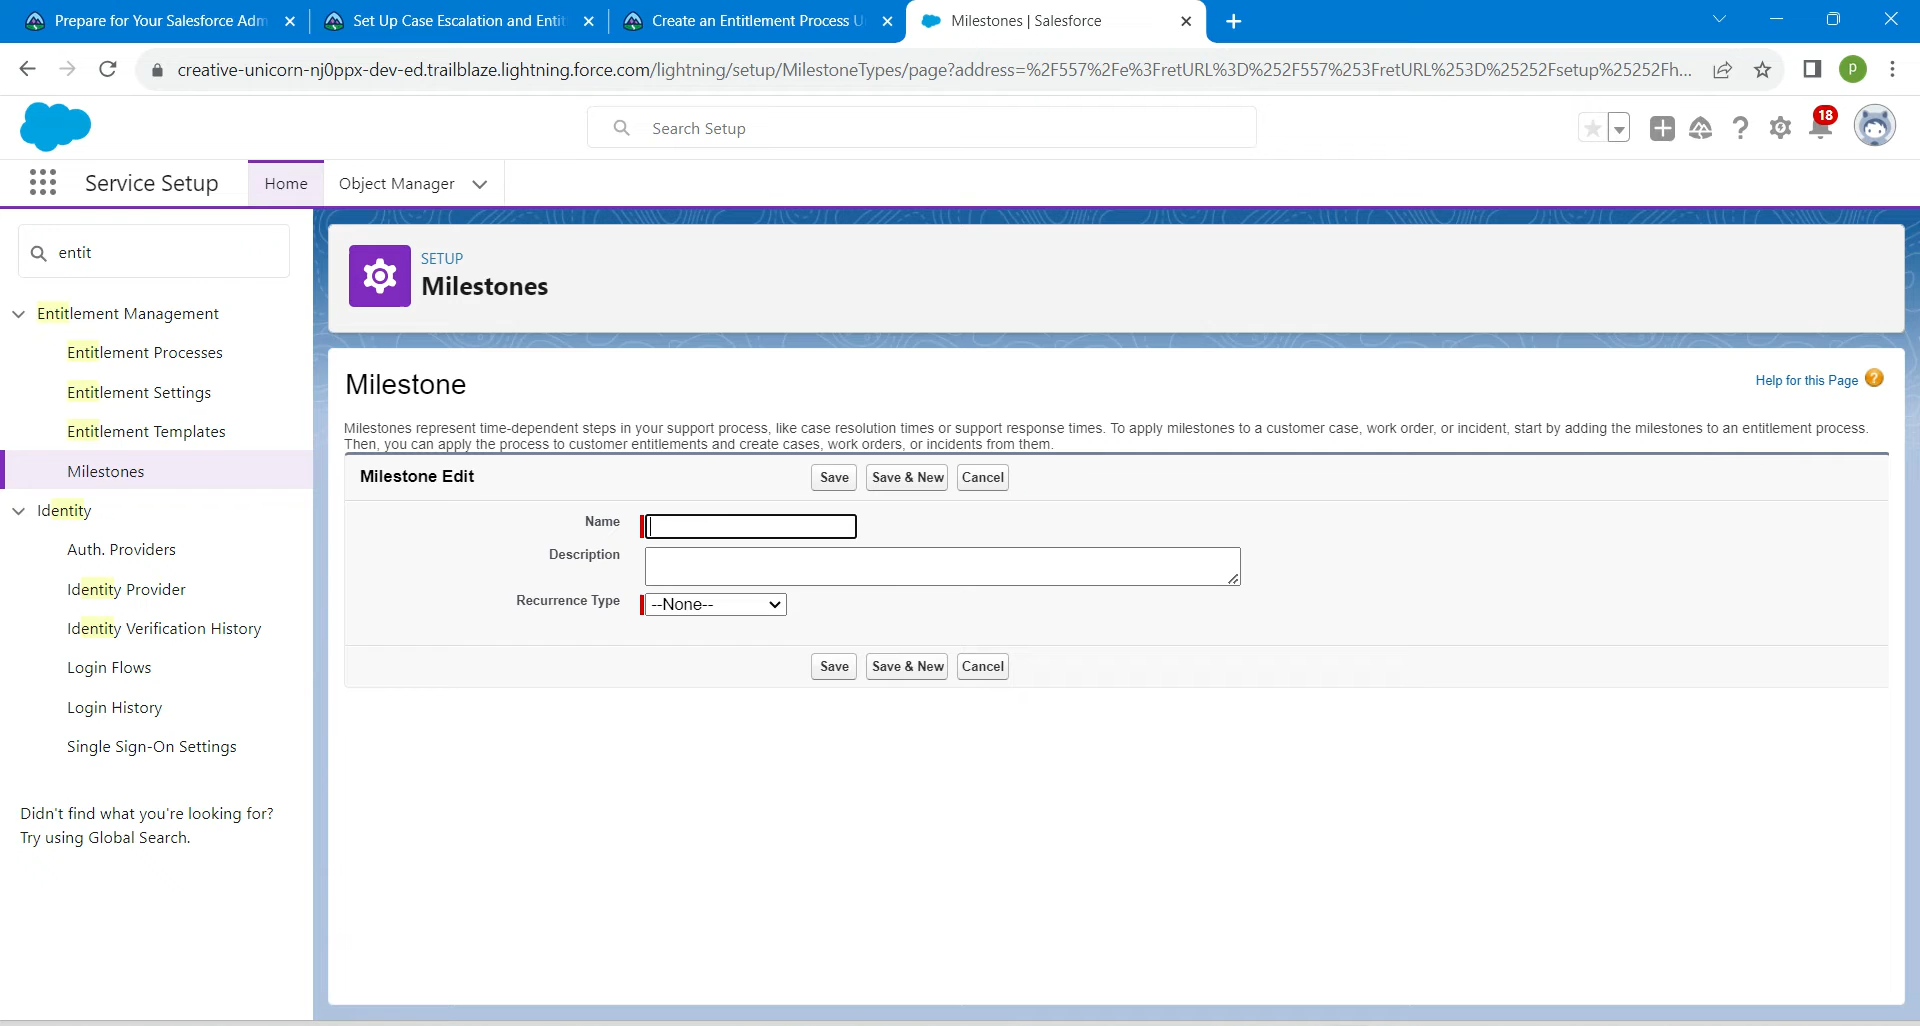 Prepare for Your Salesforce Adm
Set Up Case Escalation and Entit
Create an Entitlement Process U
Milestones | Salesforce
creative-unicorn-nj0ppx-dev-ed.trailblaze.lightning.force.com/lightning/setup/MilestoneTypes/page?address=%2F557%2Fe%3FretURL%3D%252F557%253FretURL%253D%25252Fsetup%25252Fh...
P
Search Setup
18
Service Setup
Home
Object Manager
entit
Entitlement Management
Entitlement Processes
Entitlement Settings
Entitlement Templates
Milestones
Identity
Auth. Providers
Identity Provider
Identity Verification History
Login Flows
Login History
Single Sign-On Settings
Didn't find what you're looking for?
Try using Global Search.
SETUP
Milestones
Milestone
Help for this Page
?
Milestones represent time-dependent steps in your support process, like case resolution times or support response times. To apply milestones to a customer case, work order, or incident, start by adding the milestones to an entitlement process.
Then, you can apply the process to customer entitlements and create cases, work orders, or incidents from them.
Milestone Edit
Save
Save & New
Cancel
Name
Description
Recurrence Type
--None--
Save
Save & New
Cancel